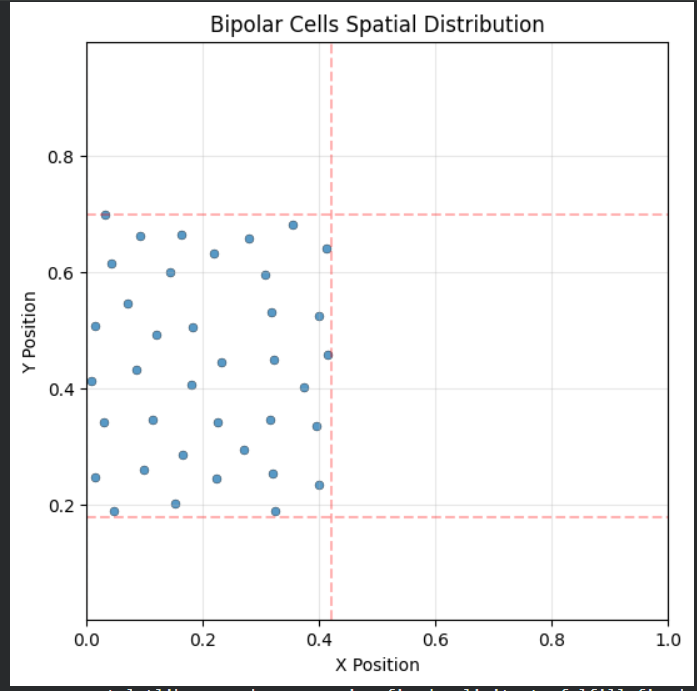 Bipolar Cells Spatial Distribution
Y Position
0.8
0.6
0.4
0.2
0.0 0.2 0.4 0.6 0.8 1.0
X Position